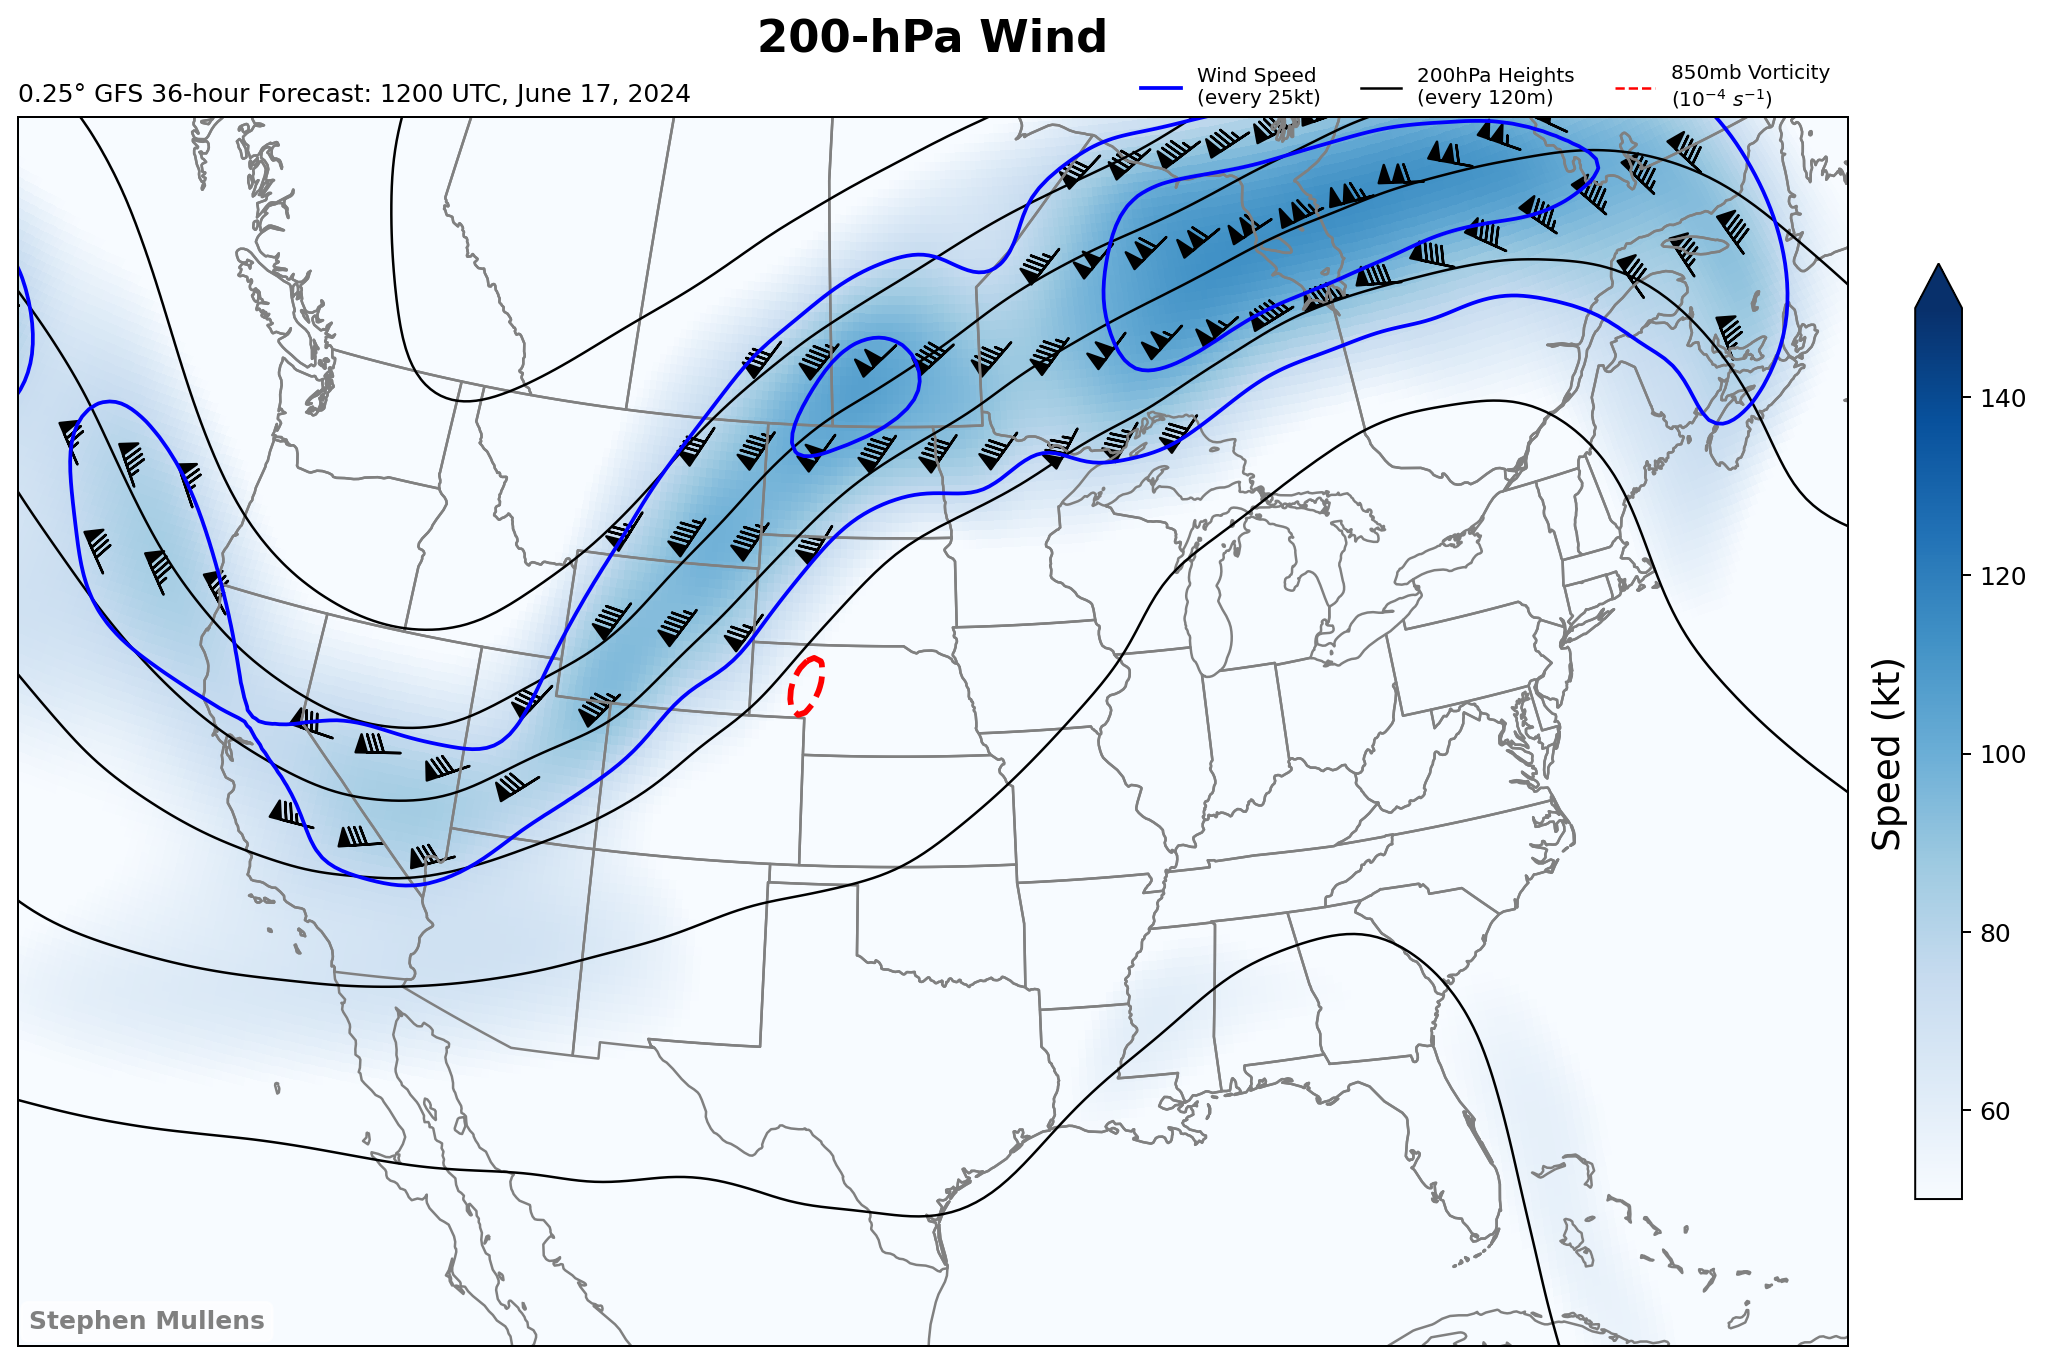 200-hPa Wind
0.25° GFS 36-hour Forecast: 1200 UTC, June 17, 2024
Wind Speed
(every 25kt)
200hPa Heights
(every 120m)
850mb Vorticity
(10⁻⁴ s⁻¹)
140
120
100
80
60
Speed (kt)
Stephen Mullens